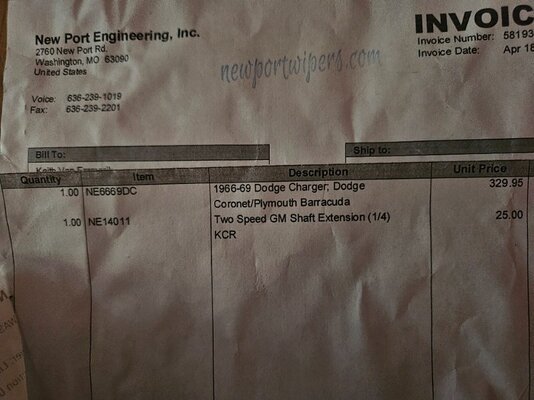 New Port Engineering, Inc.
2760 New Port Rd.
Washington, MO 63090
United States
Voice: 636-239-1019
Fax: 636-239-2201
newportwipers.com
INVOIC
Invoice Number: 58193
Invoice Date: Apr 18
Bill To:
Ship to:
Quantity Item Description Unit Price
1.00 NE6669DC 1966-69 Dodge Charger; Dodge 329.95
Coronet/Plymouth Barracuda
1.00 NE14011 Two Speed GM Shaft Extension (1/4) 25.00
KCR